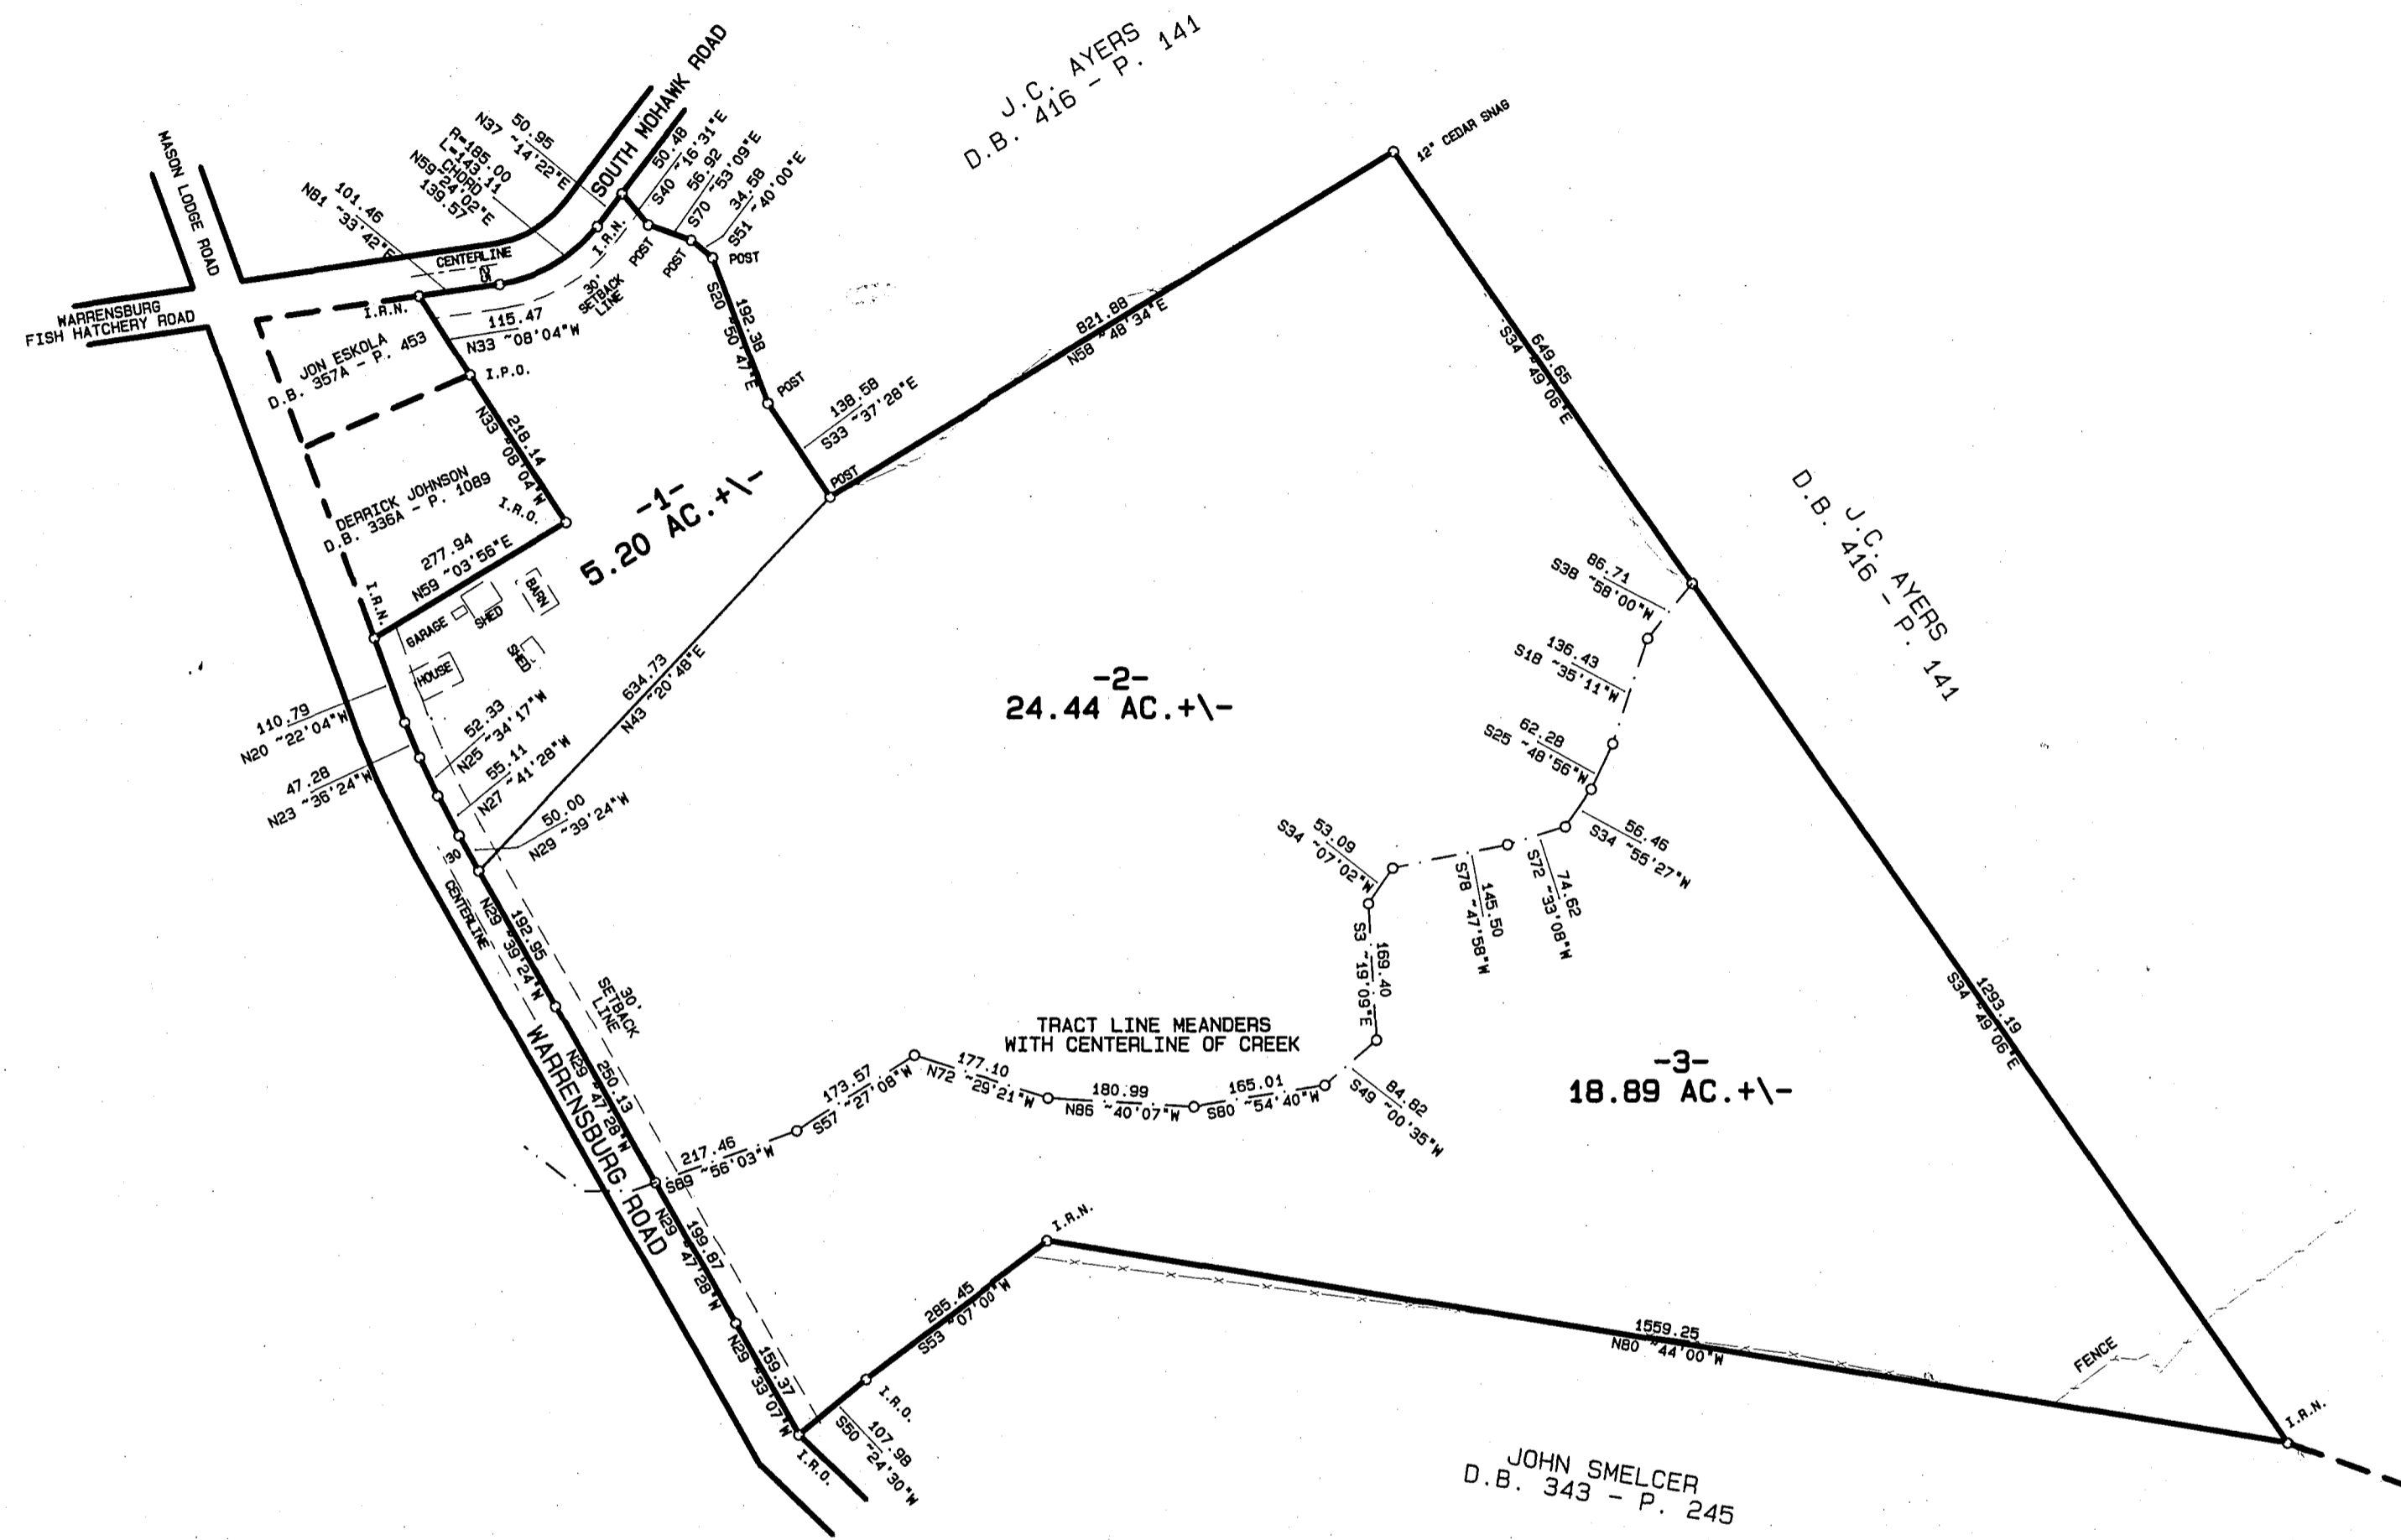 J.C. AYERS
D.B. 416 - P. 141
SOUTH MOHAWK ROAD
MASON LODGE ROAD
WARRENSBURG
FISH HATCHERY ROAD
12" CEDAR SNAG
50.95
N37 ~14'22"E
R=185.00
L=143.11
CHORD
N59~24'02"E
139.57
101.46
N81 ~33'42"E
50.48
S40 ~16'31"E
56.92
S70 ~53'09"E
34.58
S51 ~40'00"E
CENTERLINE
25'
I.R.N.
POST
POST
POST
30'
SETBACK
LINE
I.R.N.
115.47
N33 ~08'04"W
JON ESKOLA
D.B. 357A - P. 453
I.P.O.
192.38
S20 ~50'47"E
POST
138.58
S33 ~37'28"E
POST
821.88
N58 ~48'34"E
649.65
S34 ~49'06"E
218.14
N33 ~08'04"W
DERRICK JOHNSON
D.B. 336A - P. 1089
I.R.O.
-1-
5.20 AC.+\-
277.94
N59 ~03'56"E
I.R.N.
GARAGE
SHED
BARN
HOUSE
SHED
J.C. AYERS
D.B. 416 - P. 141
86.71
S38 ~58'00"W
136.43
S18 ~35'11"W
62.28
S25 ~48'56"W
56.46
S34 ~55'27"W
74.62
S72 ~33'08"W
145.50
S78 ~47'58"W
53.09
S34 ~07'02"W
169.40
S3 ~19'09"E
84.82
S49 ~00'35"W
634.73
N43 ~20'48"E
-2-
24.44 AC.+\-
110.79
N20 ~22'04"W
47.28
N23 ~36'24"W
52.33
N25 ~34'17"W
55.11
N27 ~41'28"W
50.00
N29 ~39'24"W
30'
CENTERLINE
192.95
N29 ~39'24"W
30'
SETBACK
LINE
WARRENSBURG ROAD
250.13
N29 ~47'28"W
TRACT LINE MEANDERS
WITH CENTERLINE OF CREEK
217.46
S69 ~56'03"W
173.57
S57 ~27'08"W
177.10
N72 ~29'21"W
180.99
N86 ~40'07"W
165.01
S80 ~54'40"W
-3-
18.89 AC.+\-
1293.19
S34 ~49'06"E
199.87
N29 ~47'28"W
159.37
N29 ~33'07"W
I.R.N.
285.45
S53 ~07'00"W
I.R.O.
107.98
S50 ~24'30"W
I.R.O.
1559.25
N80 ~44'00"W
FENCE
I.R.N.
JOHN SMELCER
D.B. 343 - P. 245